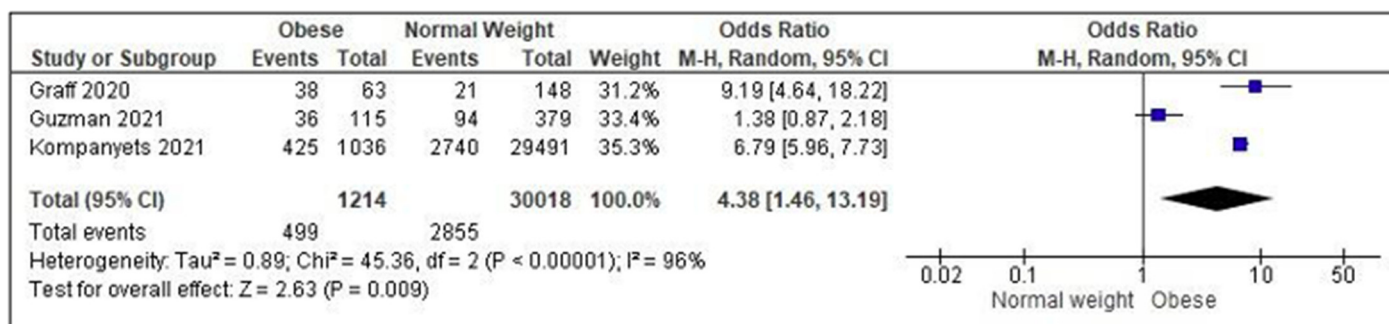 Obese Normal Weight Odds Ratio Odds Ratio
Study or Subgroup Events Total Events Total Weight M-H, Random, 95% CI M-H, Random, 95% CI
Graff 2020 38 63 21 148 31.2% 9.19 [4.64, 18.22]
Guzman 2021 36 115 94 379 33.4% 1.38 [0.87, 2.18]
Kompanyets 2021 425 1036 2740 29491 35.3% 6.79 [5.96, 7.73]
Total (95% CI) 1214 30018 100.0% 4.38 [1.46, 13.19]
Total events 499 2855
Heterogeneity: Tau² = 0.89; Chi² = 45.36, df = 2 (P < 0.00001); I² = 96%
Test for overall effect: Z = 2.63 (P = 0.009)
0.02 0.1 1 10 50
Normal weight Obese